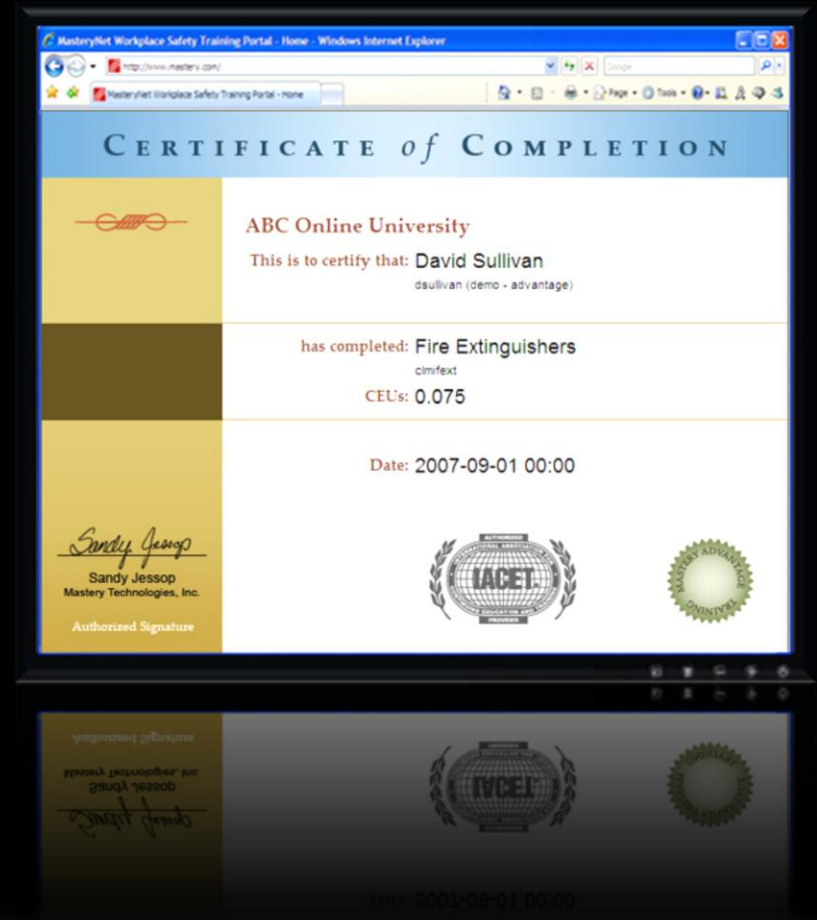 MasteryNet Workplace Safety Training Portal - Home - Windows Internet Explorer
http://www.mastery.com/
Google
MasteryNet Workplace Safety Training Portal - Home
Page
Tools
CERTIFICATE of COMPLETION
ABC Online University
This is to certify that: David Sullivan
dsullivan (demo - advantage)
has completed: Fire Extinguishers
clmifext
CEUs: 0.075
Date: 2007-09-01 00:00
Sandy Jessop
Sandy Jessop
Mastery Technologies, Inc.
Authorized Signature
AUTHORIZED
IACET
PROVIDER
MASTERY ADVANTAGE
TRAINING